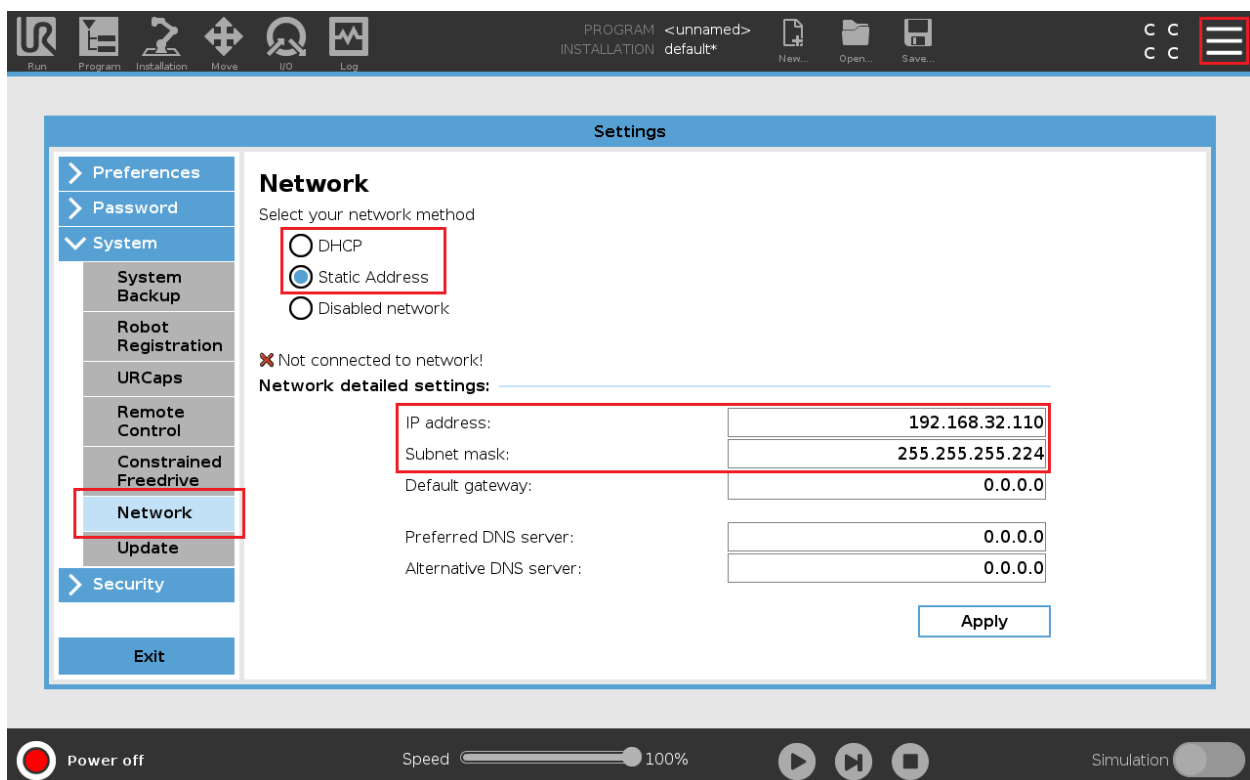 PROGRAM <unnamed>
INSTALLATION default*
UR
Run
Program
Installation
Move
I/O
Log
New...
Open...
Save...
C C
C C
Settings
Preferences
Password
System
System
Backup
Robot
Registration
URCaps
Remote
Control
Constrained
Freedrive
Network
Update
Security
Exit
Network
Select your network method
DHCP
Static Address
Disabled network
Not connected to network!
Network detailed settings:
IP address: 192.168.32.110
Subnet mask: 255.255.255.224
Default gateway: 0.0.0.0
Preferred DNS server: 0.0.0.0
Alternative DNS server: 0.0.0.0
Apply
Power off
Speed 100%
Simulation